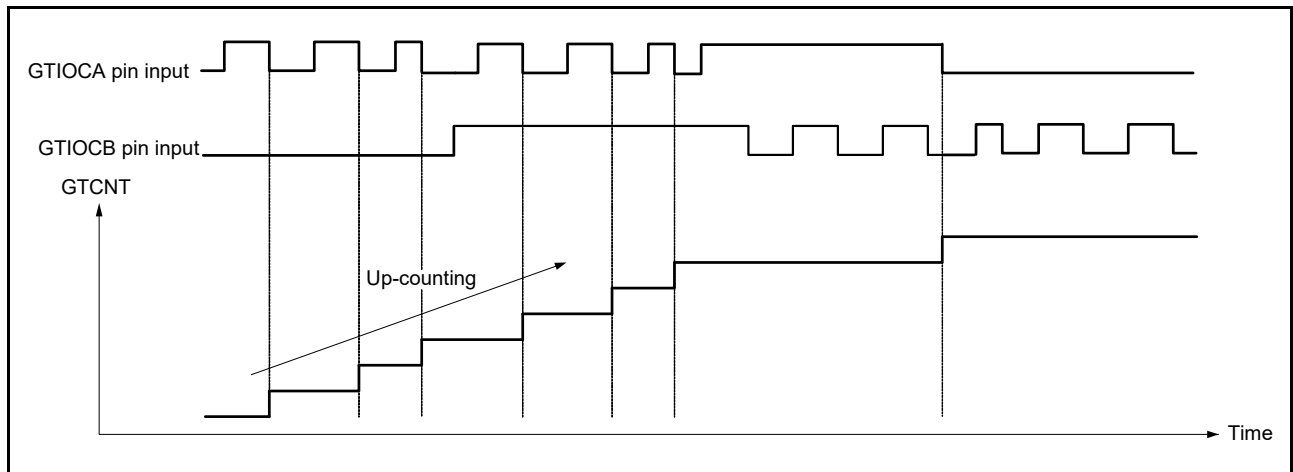 GTIOCA pin input
GTIOCB pin input
GTCNT
Up-counting
Time